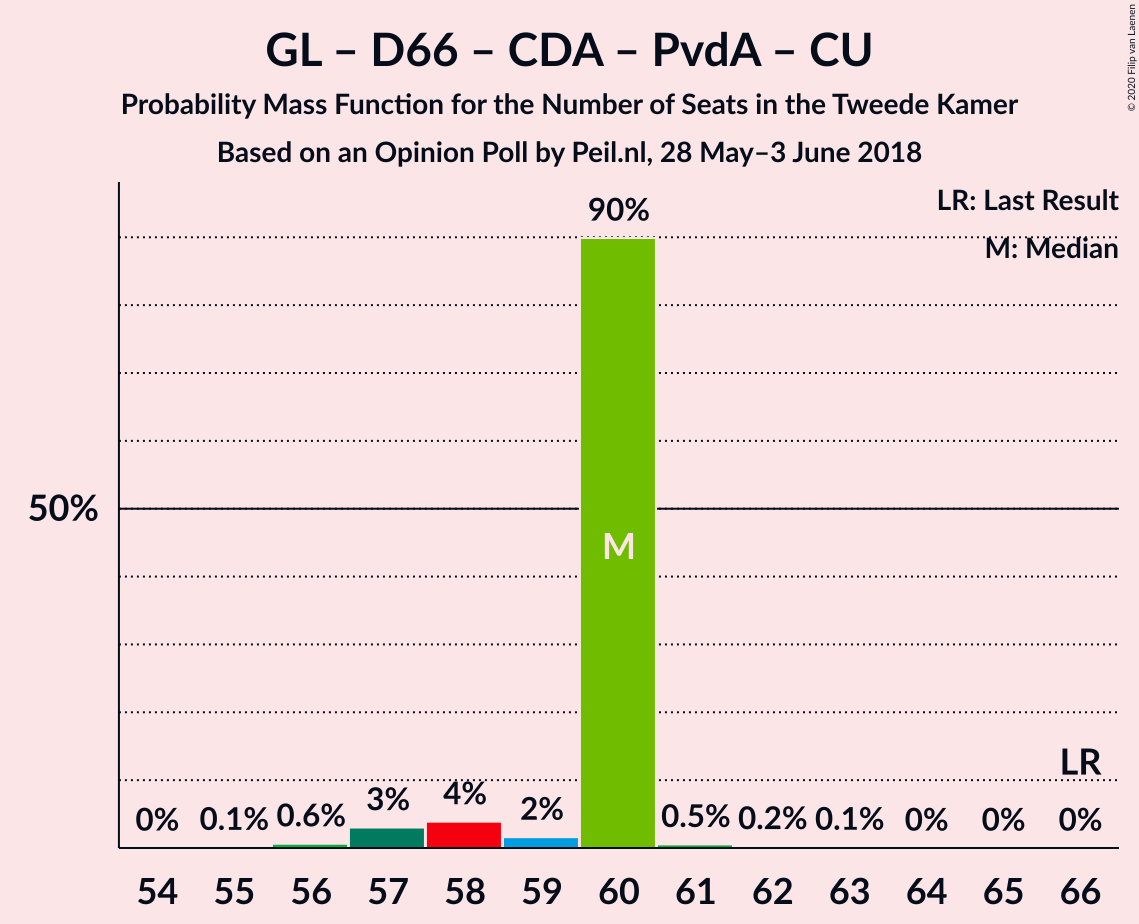 GL – D66 – CDA – PvdA – CU
Probability Mass Function for the Number of Seats in the Tweede Kamer
Based on an Opinion Poll by Peil.nl, 28 May–3 June 2018
© 2020 Filip van Laenen
LR: Last Result
M: Median
90%
50%
M
LR
0% 0.1% 0.6% 3% 4% 2% 0.5% 0.2% 0.1% 0% 0% 0%
54 55 56 57 58 59 60 61 62 63 64 65 66